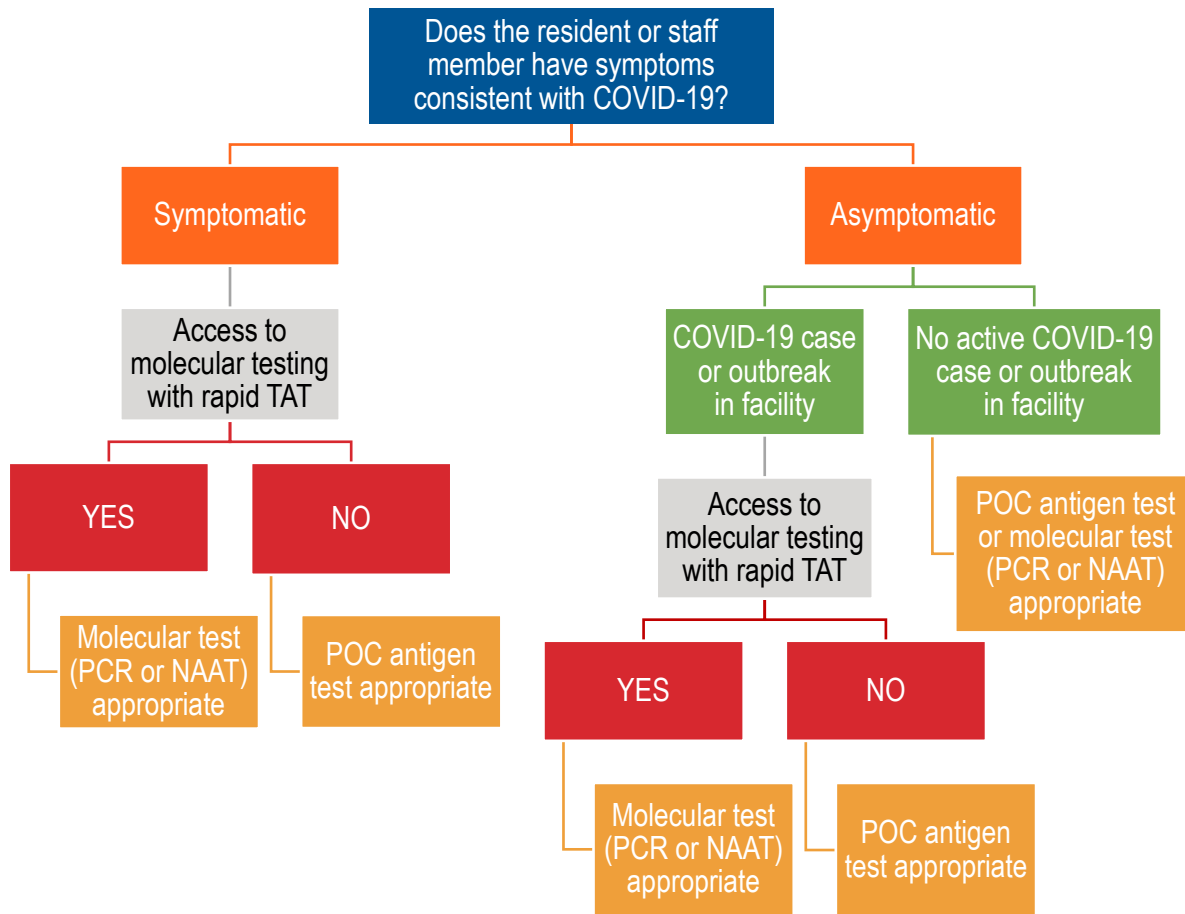 Does the resident or staff
member have symptoms
consistent with COVID-19?
Symptomatic
Asymptomatic
Access to
molecular testing
with rapid TAT
COVID-19 case
or outbreak
in facility
No active COVID-19
case or outbreak
in facility
YES
NO
Access to
molecular testing
with rapid TAT
POC antigen test
or molecular test
(PCR or NAAT)
appropriate
Molecular test
(PCR or NAAT)
appropriate
POC antigen
test appropriate
YES
NO
Molecular test
(PCR or NAAT)
appropriate
POC antigen
test appropriate